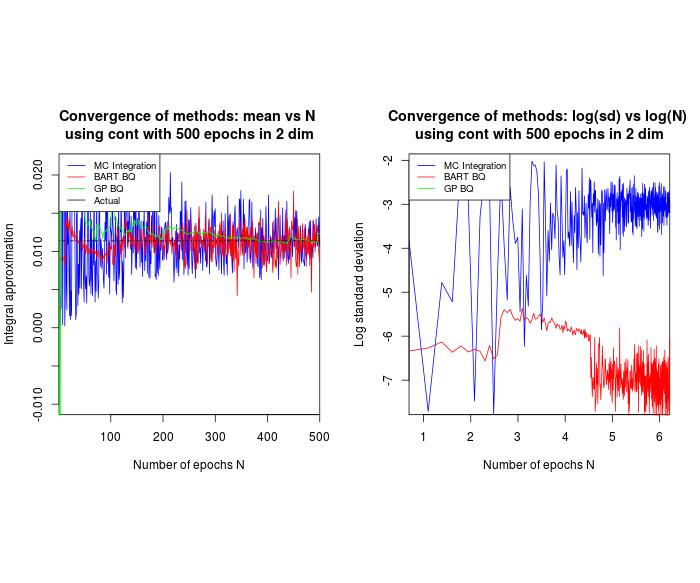 Convergence of methods: mean vs N
using cont with 500 epochs in 2 dim
MC Integration
BART BQ
GP BQ
Actual
Integral approximation
-0.010
0.000
0.010
0.020
100
200
300
400
500
Number of epochs N
Convergence of methods: log(sd) vs log(N)
using cont with 500 epochs in 2 dim
MC Integration
BART BQ
GP BQ
Log standard deviation
-2
-3
-4
-5
-6
-7
1
2
3
4
5
6
Number of epochs N